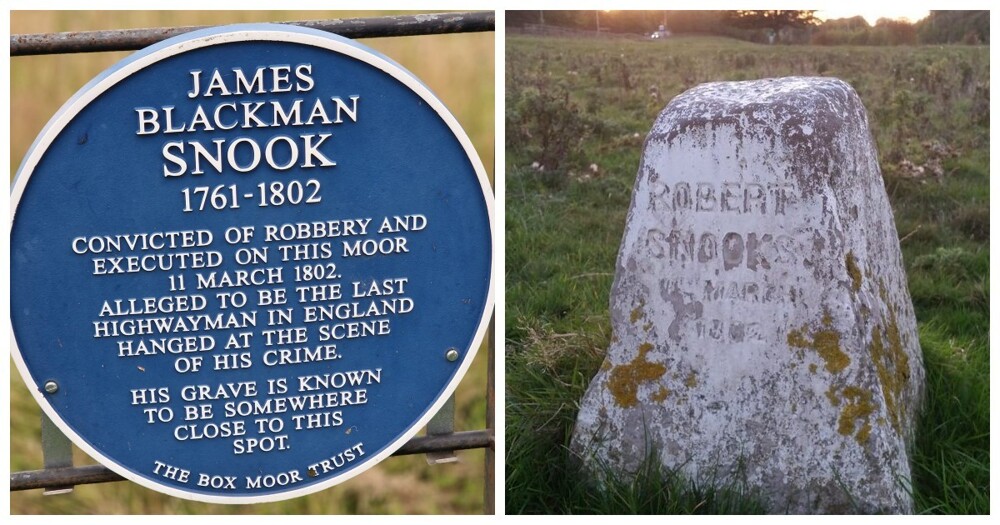 JAMES
BLACKMAN
SNOOK
1761-1802
CONVICTED OF ROBBERY AND
EXECUTED ON THIS MOOR
11 MARCH 1802.
ALLEGED TO BE THE LAST
HIGHWAYMAN IN ENGLAND
HANGED AT THE SCENE
OF HIS CRIME.
HIS GRAVE IS KNOWN
TO BE SOMEWHERE
CLOSE TO THIS
SPOT.
THE BOX MOOR TRUST
ROBERT
SNOOKS
MARCH
1802